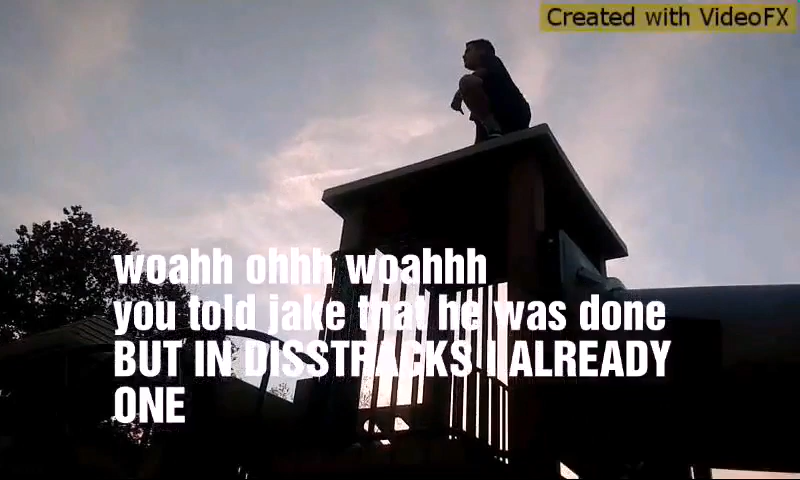 Created with VideoFX
woahh ohhh woahhh
you told jake that he was done
BUT IN DISSTRACKS I ALREADY
ONE